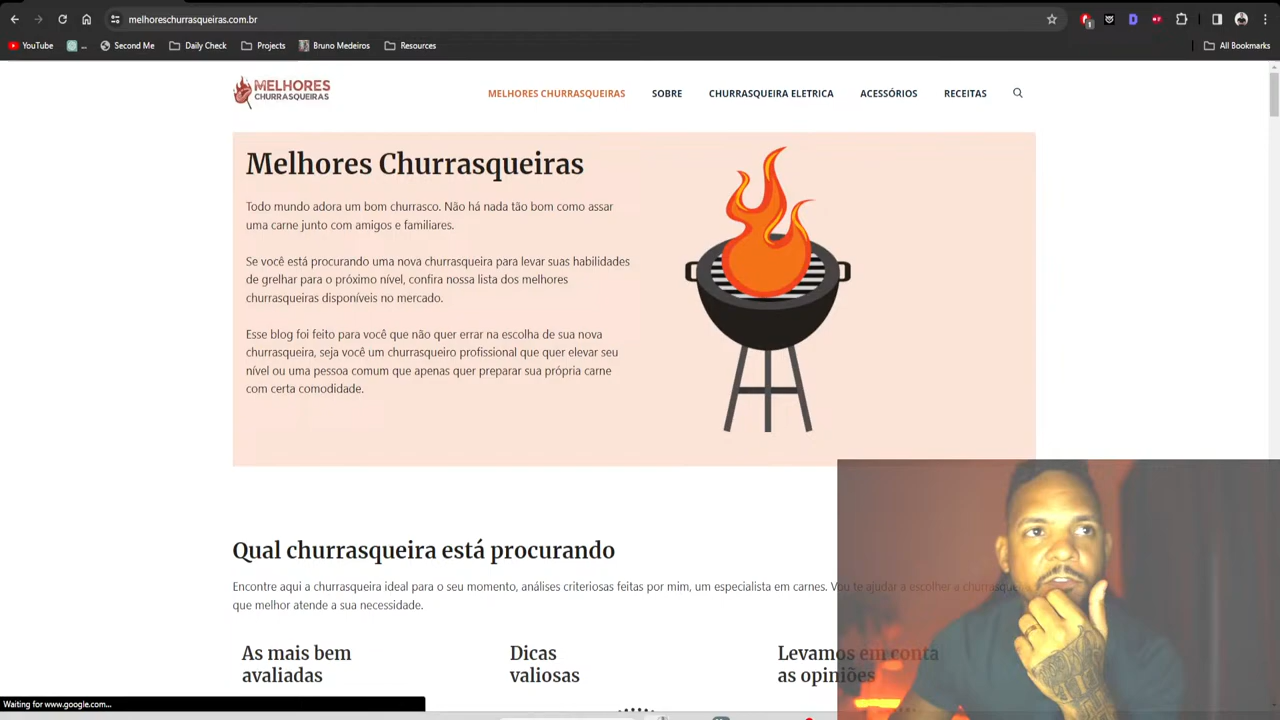 melhoreschurrasqueiras.com.br
YouTube
...
Second Me
Daily Check
Projects
Bruno Medeiros
Resources
All Bookmarks
MELHORES
CHURRASQUEIRAS
MELHORES CHURRASQUEIRAS
SOBRE
CHURRASQUEIRA ELETRICA
ACESSÓRIOS
RECEITAS
Melhores Churrasqueiras
Todo mundo adora um bom churrasco. Não há nada tão bom como assar
uma carne junto com amigos e familiares.
Se você está procurando uma nova churrasqueira para levar suas habilidades
de grelhar para o próximo nível, confira nossa lista dos melhores
churrasqueiras disponíveis no mercado.
Esse blog foi feito para você que não quer errar na escolha de sua nova
churrasqueira, seja você um churrasqueiro profissional que quer elevar seu
nível ou uma pessoa comum que apenas quer preparar sua própria carne
com certa comodidade.
Qual churrasqueira está procurando
Encontre aqui a churrasqueira ideal para o seu momento, análises criteriosas feitas por mim, um especialista em carnes. Vou te ajudar a escolher a churrasqueira
que melhor atende a sua necessidade.
As mais bem
avaliadas
Dicas
valiosas
Levamos em conta
as opiniões
Waiting for www.google.com...